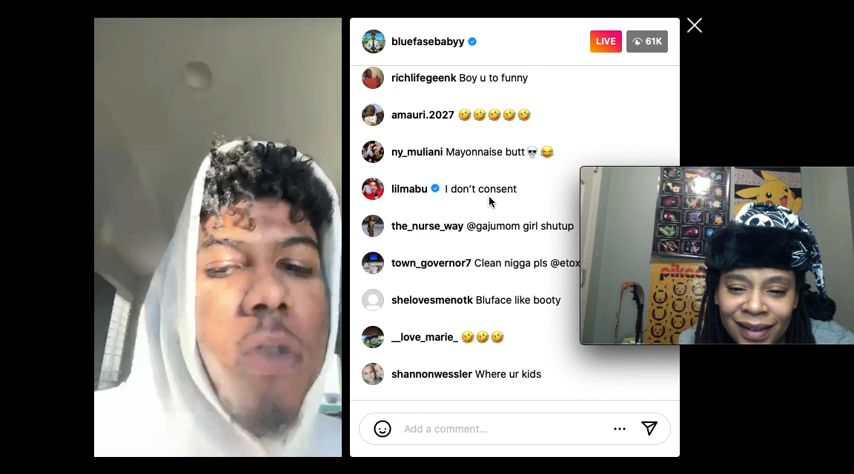 bluefasebabyy
LIVE 61K
richlifegeenk Boy u to funny
amauri.2027 🤣🤣🤣🤣🤣
ny_muliani Mayonnaise butt💀😂
lilmabu I don’t consent
the_nurse_way @gajumom girl shutup
town_governor7 Clean nigga pls @etox
shelovesmenotk Bluface like booty
__love_marie_ 🤣🤣🤣
shannonwessler Where ur kids
Add a comment...